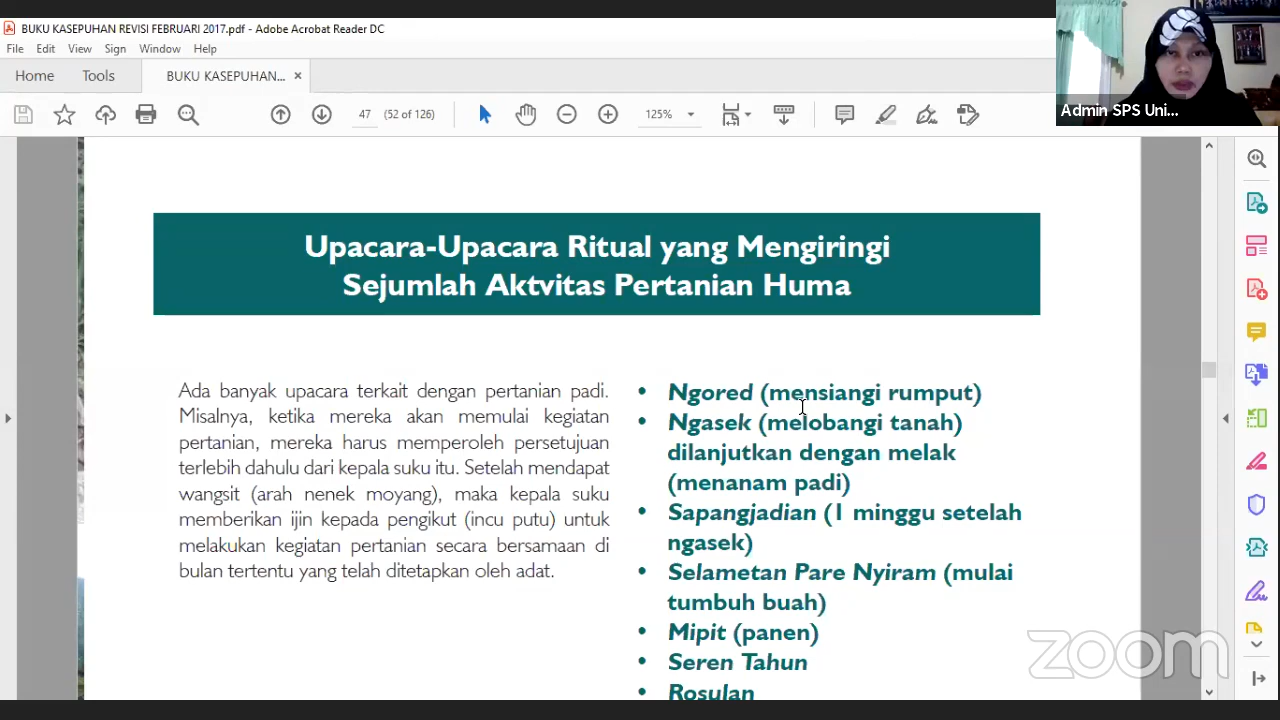 BUKU KASEPUHAN REVISI FEBRUARI 2017.pdf - Adobe Acrobat Reader DC
File Edit View Sign Window Help
Home Tools BUKU KASEPUHAN... ×
47 (52 of 126) 125%
Admin SPS Uni...
Upacara-Upacara Ritual yang Mengiringi
Sejumlah Aktvitas Pertanian Huma
Ada banyak upacara terkait dengan pertanian padi.
Misalnya, ketika mereka akan memulai kegiatan
pertanian, mereka harus memperoleh persetujuan
terlebih dahulu dari kepala suku itu. Setelah mendapat
wangsit (arah nenek moyang), maka kepala suku
memberikan ijin kepada pengikut (incu putu) untuk
melakukan kegiatan pertanian secara bersamaan di
bulan tertentu yang telah ditetapkan oleh adat.
• Ngored (mensiangi rumput)
• Ngasek (melobangi tanah)
dilanjutkan dengan melak
(menanam padi)
• Sapangjadian (1 minggu setelah
ngasek)
• Selametan Pare Nyiram (mulai
tumbuh buah)
• Mipit (panen)
• Seren Tahun
• Rosulan
zoom